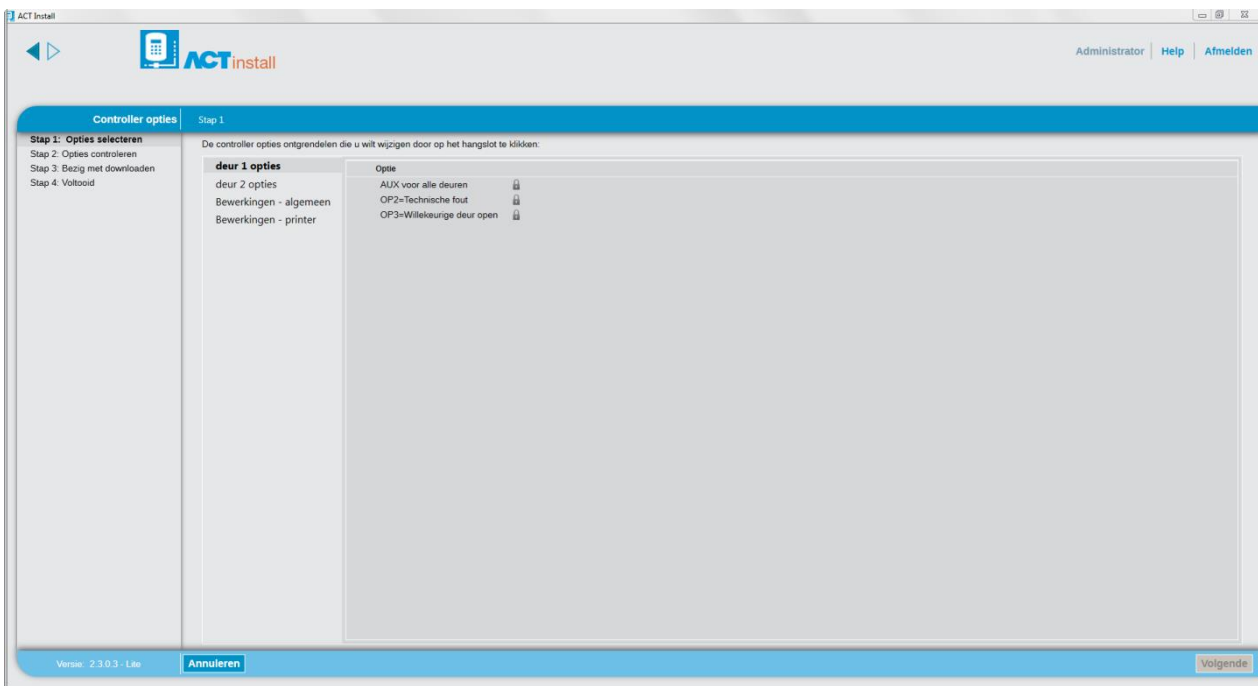 ACT Install
ACTinstall
Administrator Help Afmelden
Controller opties Stap 1
Stap 1: Opties selecteren
Stap 2: Opties controleren
Stap 3: Bezig met downloaden
Stap 4: Voltooid
De controller opties ontgrendelen die u wilt wijzigen door op het hangslot te klikken:
deur 1 opties
deur 2 opties
Bewerkingen - algemeen
Bewerkingen - printer
Optie
AUX voor alle deuren
OP2=Technische fout
OP3=Willekeurige deur open
Versie: 2.3.0.3 - Lite
Annuleren
Volgende